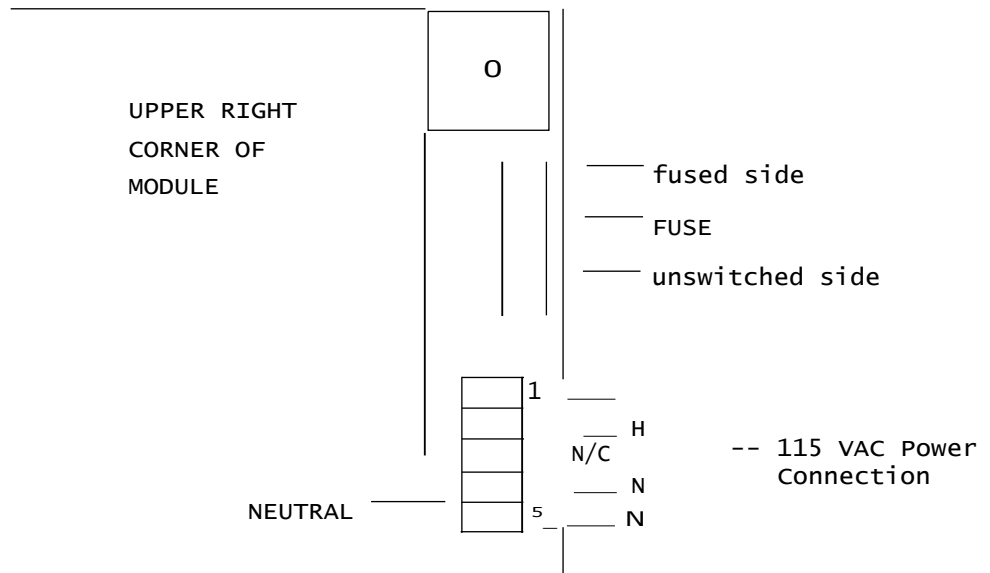 O
UPPER RIGHT
CORNER OF
MODULE
fused side
FUSE
unswitched side
1
H
N/C
-- 115 VAC Power
Connection
N
NEUTRAL
5
N